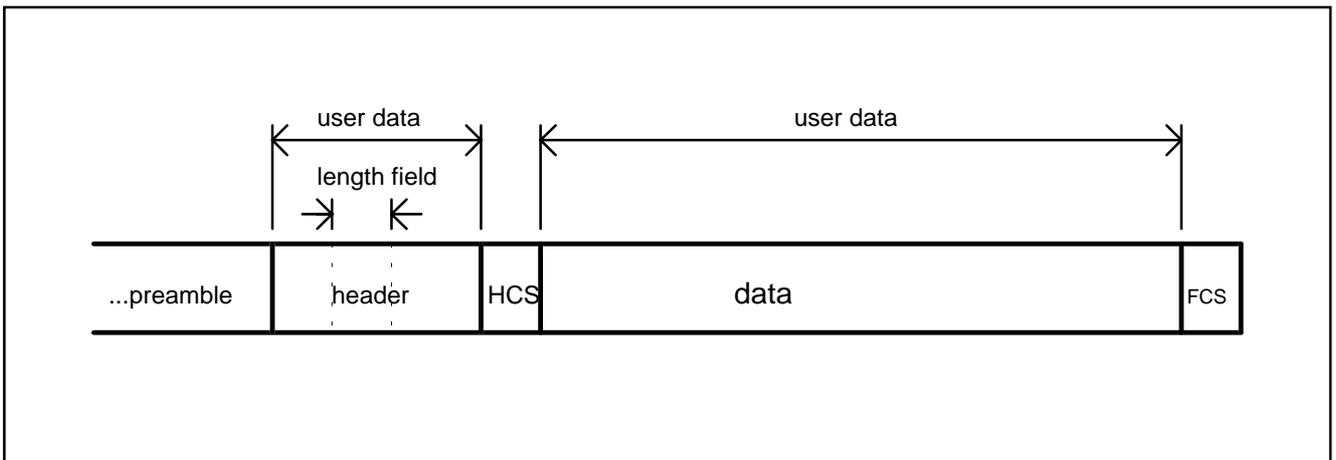 user data
user data
length field
...preamble
header
HCS
data
FCS